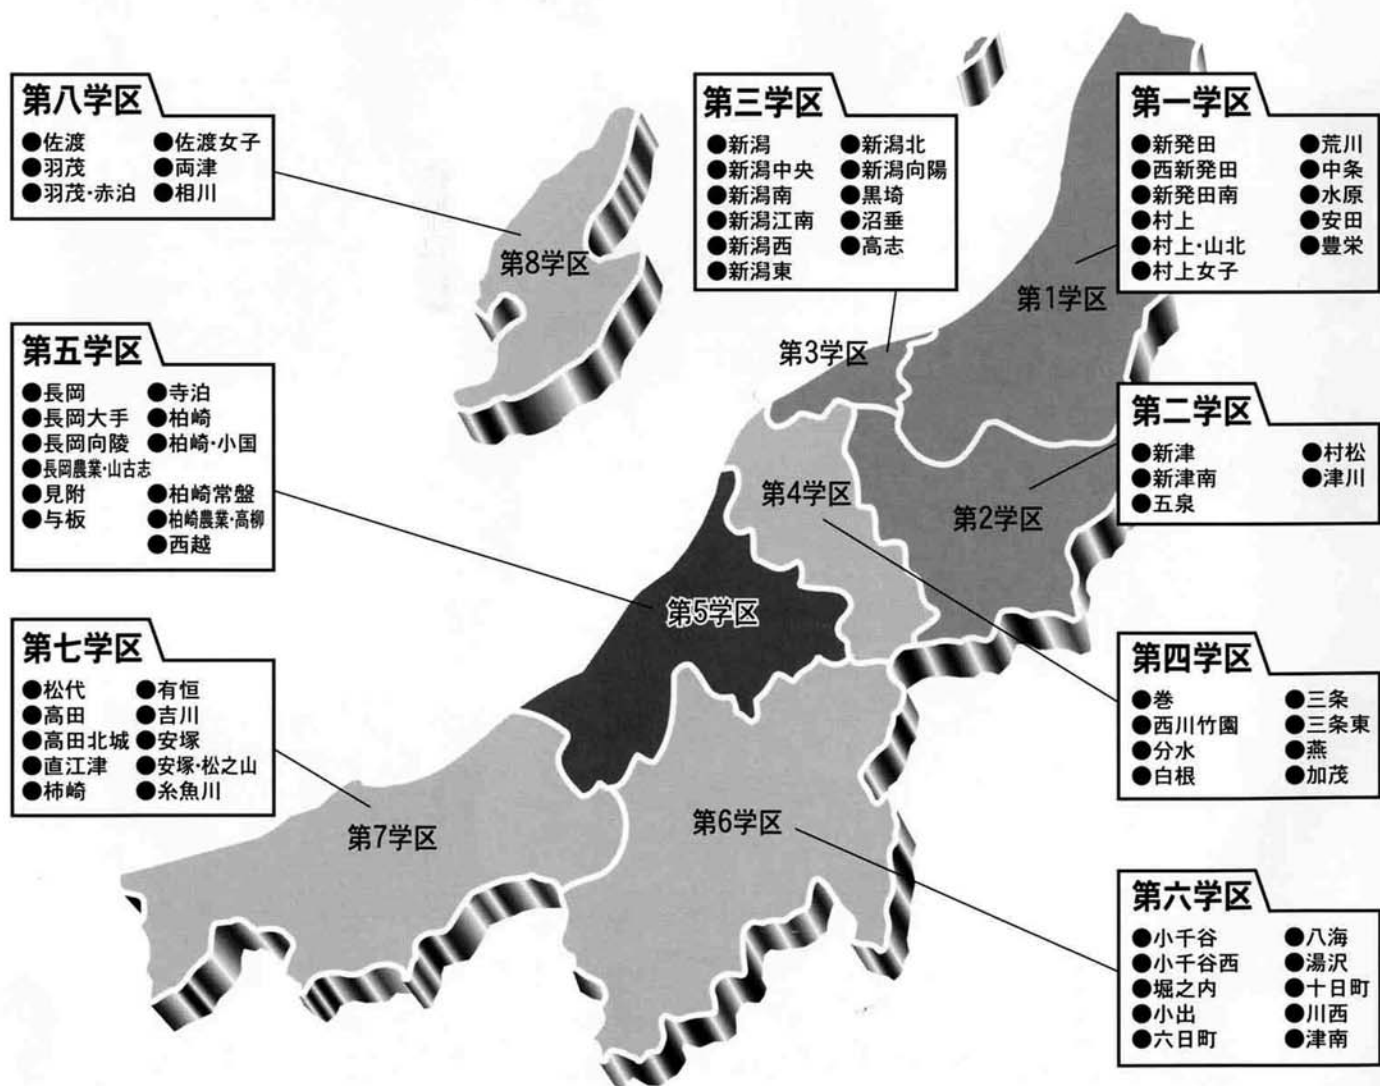 第八学区
●佐渡 ●佐渡女子
●羽茂 ●両津
●羽茂・赤泊 ●相川
第三学区
●新潟 ●新潟北
●新潟中央 ●新潟向陽
●新潟南 ●黒埼
●新潟江南 ●沼垂
●新潟西 ●高志
●新潟東
第一学区
●新発田 ●荒川
●西新発田 ●中条
●新発田南 ●水原
●村上 ●安田
●村上・山北 ●豊栄
●村上女子
第8学区
第1学区
第3学区
第五学区
●長岡 ●寺泊
●長岡大手 ●柏崎
●長岡向陵 ●柏崎・小国
●長岡農業・山古志
●見附 ●柏崎常盤
●与板 ●柏崎農業・高柳
●西越
第二学区
●新津 ●村松
●新津南 ●津川
●五泉
第4学区
第2学区
第5学区
第七学区
●松代 ●有恒
●高田 ●吉川
●高田北城 ●安塚
●直江津 ●安塚・松之山
●柿崎 ●糸魚川
第四学区
●巻 ●三条
●西川竹園 ●三条東
●分水 ●燕
●白根 ●加茂
第7学区
第6学区
第六学区
●小千谷 ●八海
●小千谷西 ●湯沢
●堀之内 ●十日町
●小出 ●川西
●六日町 ●津南